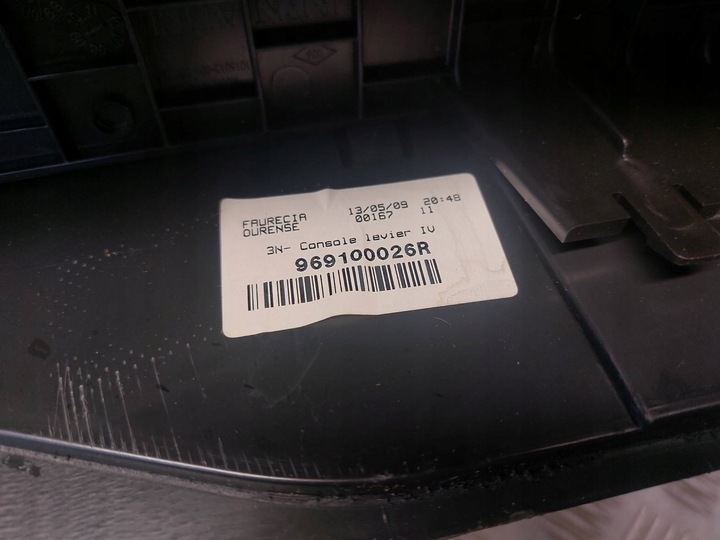 FAURECIA 13/05/09 20:48
OURENSE 00167 11
3N- Console levier IV
969100026R